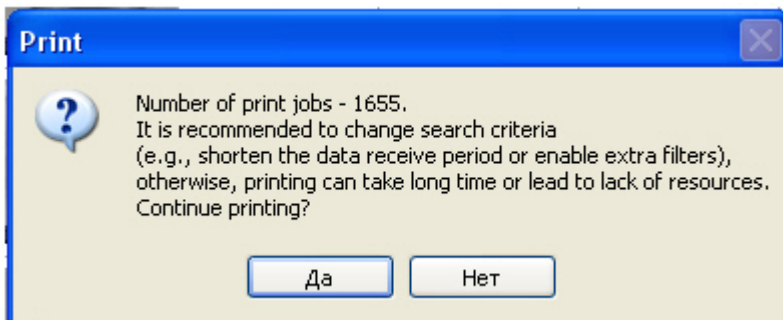 Print
Number of print jobs - 1655.
It is recommended to change search criteria
(e.g., shorten the data receive period or enable extra filters),
otherwise, printing can take long time or lead to lack of resources.
Continue printing?
Да
Нет